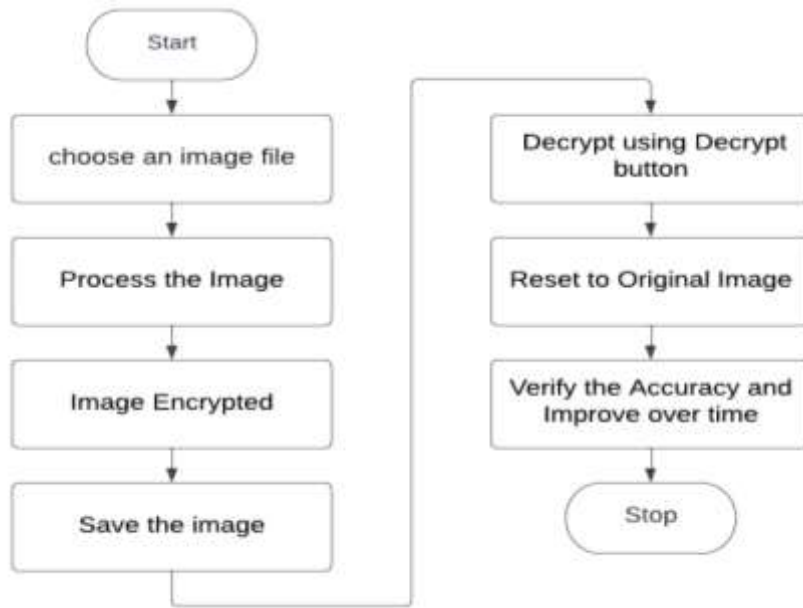 Start
choose an image file
Process the Image
Image Encrypted
Save the image
Decrypt using Decrypt
button
Reset to Original Image
Verify the Accuracy and
Improve over time
Stop